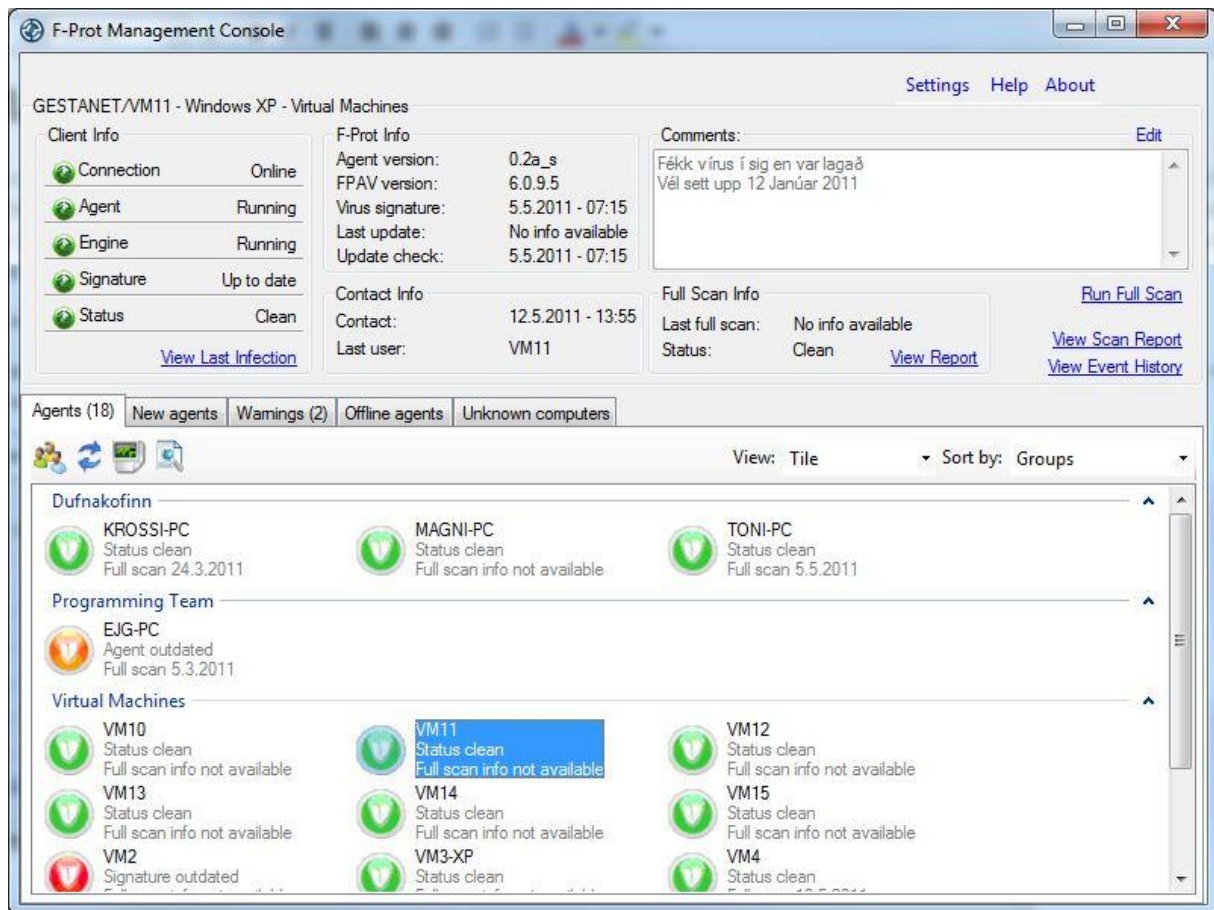 F-Prot Management Console
Settings Help About
GESTANET/VM11 - Windows XP - Virtual Machines
Client Info
Connection Online
Agent Running
Engine Running
Signature Up to date
Status Clean
View Last Infection
F-Prot Info
Agent version: 0.2a_s
FPAV version: 6.0.9.5
Virus signature: 5.5.2011 - 07:15
Last update: No info available
Update check: 5.5.2011 - 07:15
Contact Info
Contact: 12.5.2011 - 13:55
Last user: VM11
Comments: Edit
Fékk vírus í sig en var lagað
Vél sett upp 12 Janúar 2011
Full Scan Info
Last full scan: No info available
Status: Clean View Report
Run Full Scan
View Scan Report
View Event History
Agents (18) New agents Warnings (2) Offline agents Unknown computers
View: Tile Sort by: Groups
Dufnakofinn
KROSSI-PC
Status clean
Full scan 24.3.2011
MAGNI-PC
Status clean
Full scan info not available
TONI-PC
Status clean
Full scan 5.5.2011
Programming Team
EJG-PC
Agent outdated
Full scan 5.3.2011
Virtual Machines
VM10
Status clean
Full scan info not available
VM11
Status clean
Full scan info not available
VM12
Status clean
Full scan info not available
VM13
Status clean
Full scan info not available
VM14
Status clean
Full scan info not available
VM15
Status clean
Full scan info not available
VM2
Signature outdated
VM3-XP
Status clean
VM4
Status clean